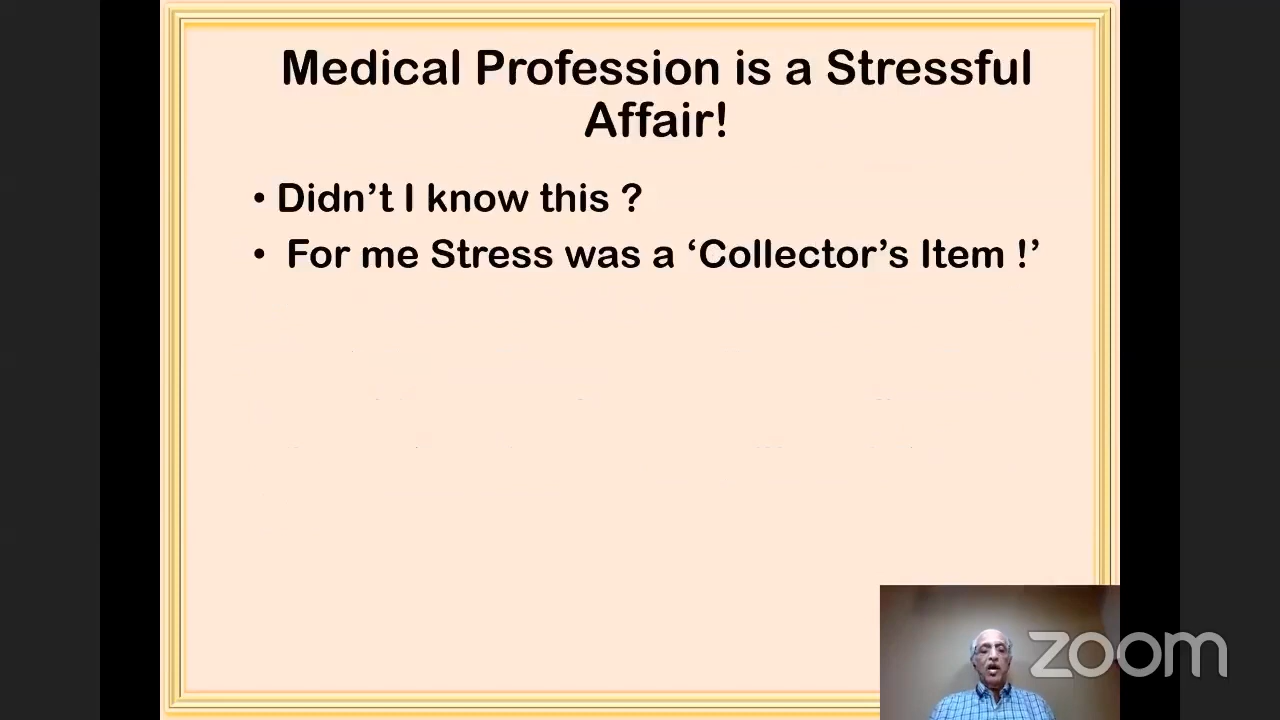 Medical Profession is a Stressful
Affair!
• Didn’t I know this ?
• For me Stress was a ‘Collector’s Item !’
zoom